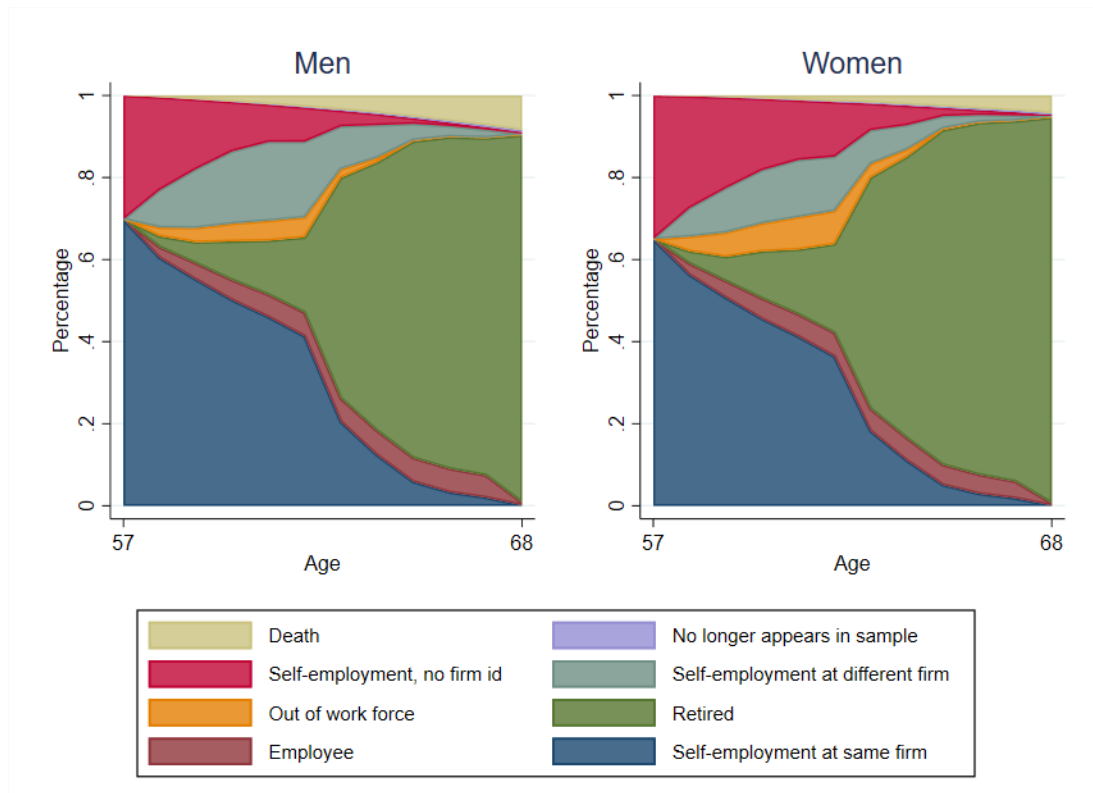 Men
Women
Percentage
0
.2
.4
.6
.8
1
57
68
Age
Percentage
0
.2
.4
.6
.8
1
57
68
Age
Death
No longer appears in sample
Self-employment, no firm id
Self-employment at different firm
Out of work force
Retired
Employee
Self-employment at same firm